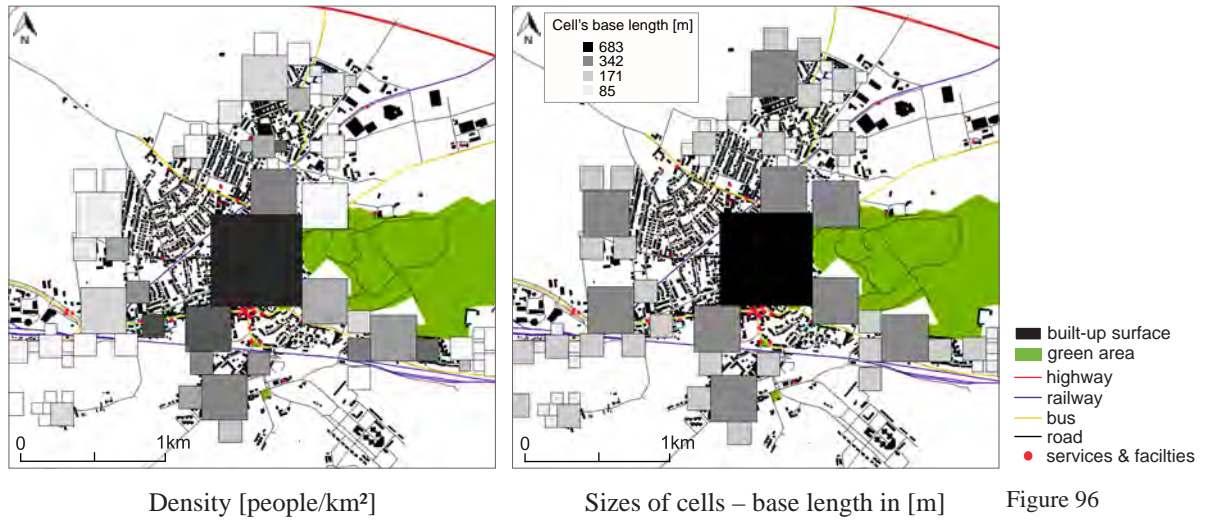 N
0
1km
N
Cell's base length [m]
683
342
171
85
0
1km
built-up surface
green area
highway
railway
bus
road
services & facilties
Density [people/km²]
Sizes of cells – base length in [m]
Figure 96